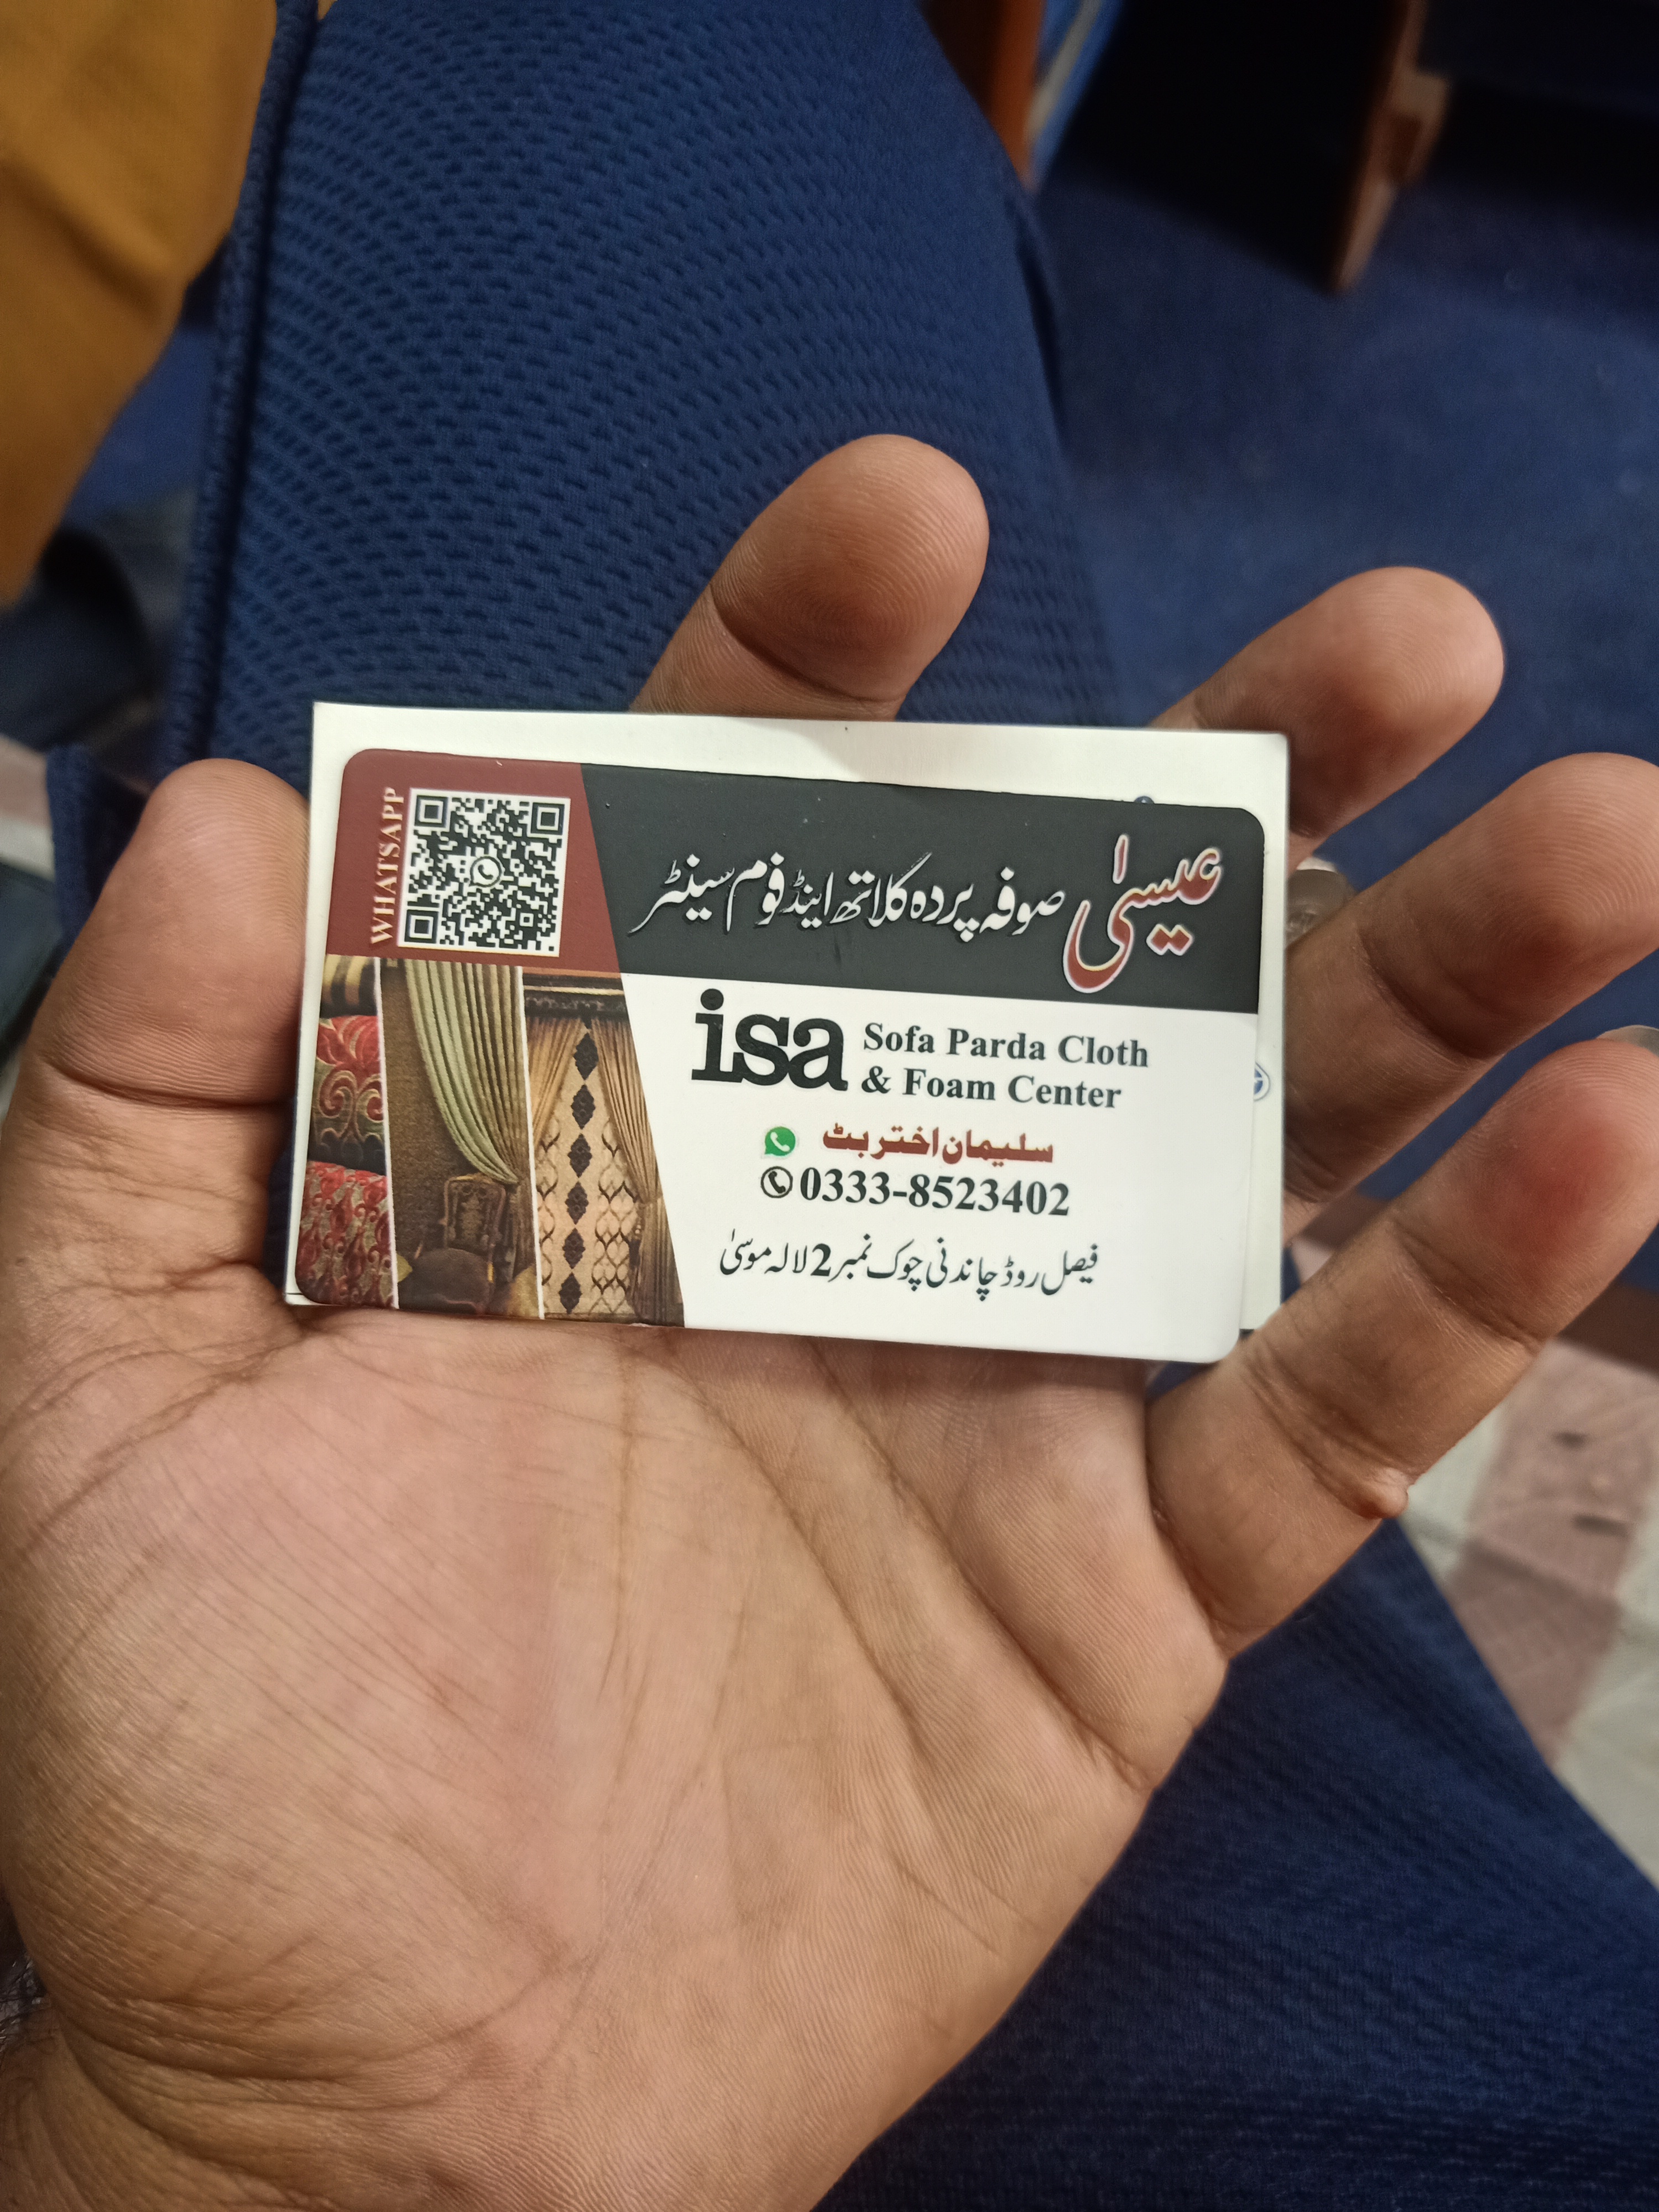 WHATSAPP
عیسیٰ صوفہ پردہ کلاتھ اینڈ فوم سینٹر
isa Sofa Parda Cloth
& Foam Center
سلیمان اختر بٹ
0333-8523402
فیصل روڈ چاندنی چوک نمبر 2 لالہ موسیٰ